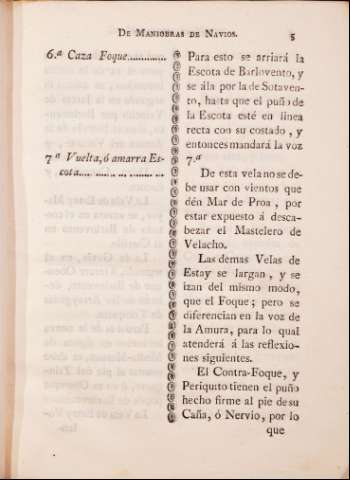 DE MANIOBRAS DE NAVIOS. 5
6.ª Caza Foque.............
Para esto se arriará la
Escota de Barlovento, y
se ála por la de Sotaven-
to, hasta que el puño de
la Escota esté en linea
recta con su costado, y
entonces mandará la voz
7.ª
7ª Vuelta, ó amarra Es-
cota.....................
De esta vela no se de-
be usar con vientos que
dén Mar de Proa, por
estar expuesto á desca-
bezar el Mastelero de
Velacho.
Las demas Velas de
Estay se largan, y se
izan del mismo modo,
que el Foque; pero se
diferencian en la voz de
la Amura, para lo qual
atenderá á las reflexio-
nes siguientes.
El Contra-Foque, y
Periquito tienen el puño
hecho firme al pie de su
Caña, ó Nervio, por lo
que